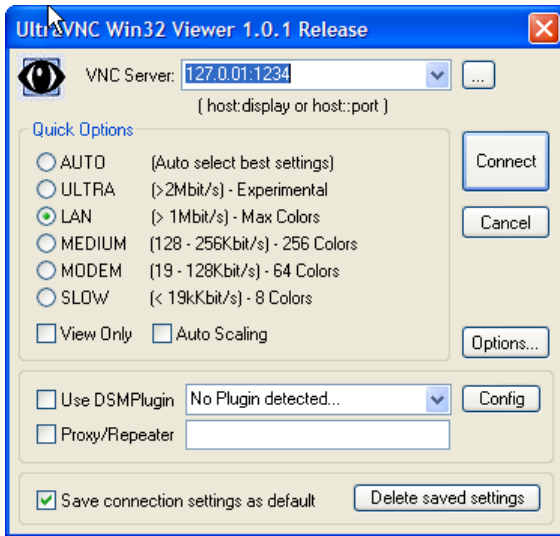 UltraVNC Win32 Viewer 1.0.1 Release
VNC Server: 127.0.01:1234 ...
( host:display or host::port )
Quick Options
AUTO (Auto select best settings)
ULTRA (>2Mbit/s) - Experimental
LAN (> 1Mbit/s) - Max Colors
MEDIUM (128 - 256Kbit/s) - 256 Colors
MODEM (19 - 128Kbit/s) - 64 Colors
SLOW (< 19kKbit/s) - 8 Colors
View Only Auto Scaling
Connect
Cancel
Options...
Use DSMPlugin No Plugin detected... Config
Proxy/Repeater
Save connection settings as default Delete saved settings